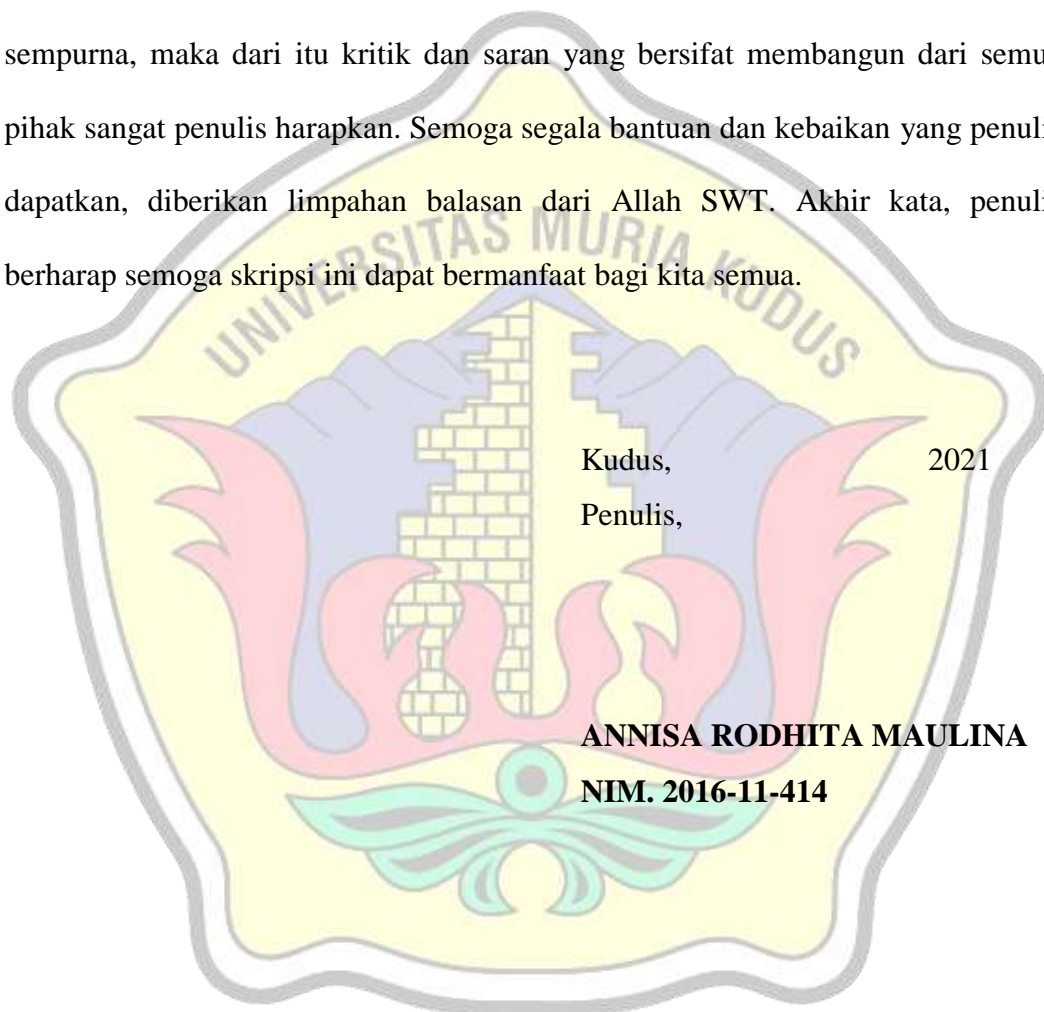 sempurna, maka dari itu kritik dan saran yang bersifat membangun dari semu
pihak sangat penulis harapkan. Semoga segala bantuan dan kebaikan yang penuli
dapatkan, diberikan limpahan balasan dari Allah SWT. Akhir kata, penuli
berharap semoga skripsi ini dapat bermanfaat bagi kita semua.
UNIVERSITAS MURIA KUDUS
Kudus, 2021
Penulis,
ANNISA RODHITA MAULINA
NIM. 2016-11-414